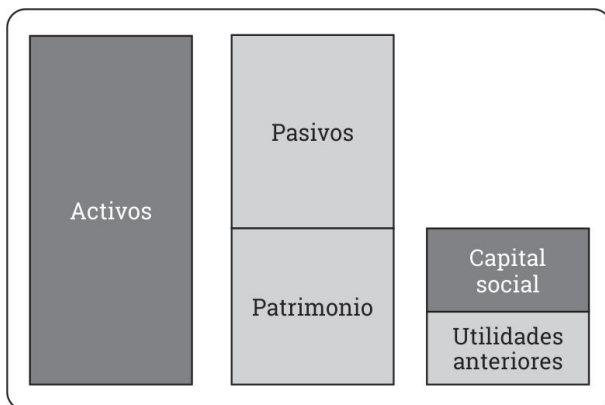 Activos
Pasivos
Patrimonio
Capital
social
Utilidades
anteriores